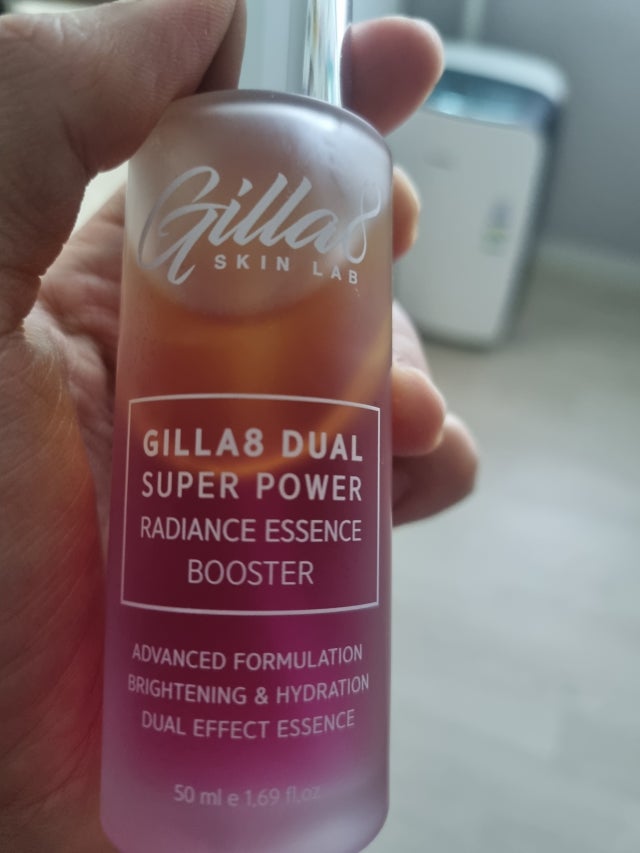 Gilla8
SKIN LAB
GILLA8 DUAL
SUPER POWER
RADIANCE ESSENCE
BOOSTER
ADVANCED FORMULATION
BRIGHTENING & HYDRATION
DUAL EFFECT ESSENCE
50 ml e 1.69 fl.oz